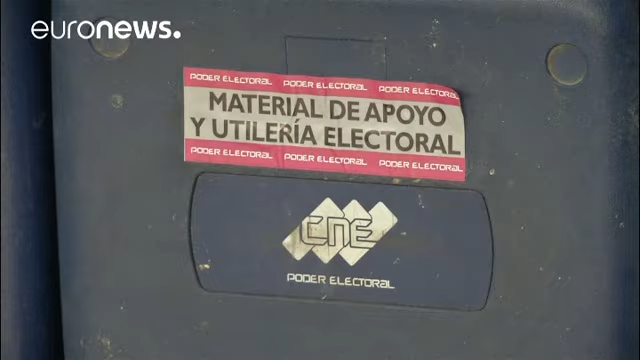 euronews.
PODER ELECTORAL PODER ELECTORAL PODER ELECTORAL
MATERIAL DE APOYO
Y UTILERÍA ELECTORAL
PODER ELECTORAL PODER ELECTORAL PODER ELECTORAL
CNE
PODER ELECTORAL